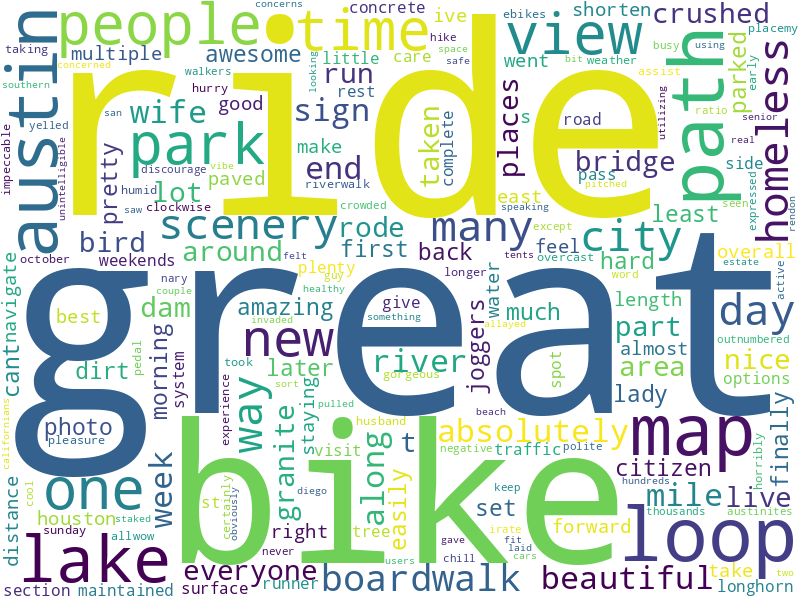 taking
concerns
concrete
ive
ebikes
shorten
crushed
placemy
people
time
view
austin
multiple
awesome
little
care
went
weather
hike
space
bit
busy
using
concerned
walkers
run
rest
looking
safe
assist
parked
early
southern
ride
wife
hurry
good
sign
places
path
homeless
park
make
end
taken
complete
s
road
utilizing
ratio
senior
real
impeccable
yelled
unintelligible
san
vibe
discourage
pretty
paved
bridge
pass
side
lot
riverwalk
pitched
humid
saw
clockwise
crowded
east
speaking
least
expressed
seen
rendon
scenery
rode
many
city
october
bird
around
first
back
feel
except
overall
weekends
felt
plenty
guy
tents
overcast
hard
word
estate
active
navigate
nary
couple
healthy
longer
water
cant
best
dam
amazing
give
much
length
day
great
invaded
something
allayed
part
outnumbered
new
river
joggers
almost
nice
dirt
pedal
morning
system
later
took
gorgeous
spot
area
options
experience
sort
pulled
beach
lady
photo
pleasure
way
granite
staying
husband
absolutely
map
finally
californians
t
visit
negative
traffic
polite
citizen
horribly
one
week
bike
along
tree
easily
keep
hundreds
mile
live
cool
distance
certainly
obviously
st
diego
set
thousands
austinites
houston
staked
sunday
allwow
right
irate
fit
forward
loop
lake
never
gave
laid
cars
section
maintained
everyone
surface
runner
users
chill
boardwalk
beautiful
take
two
longhorn